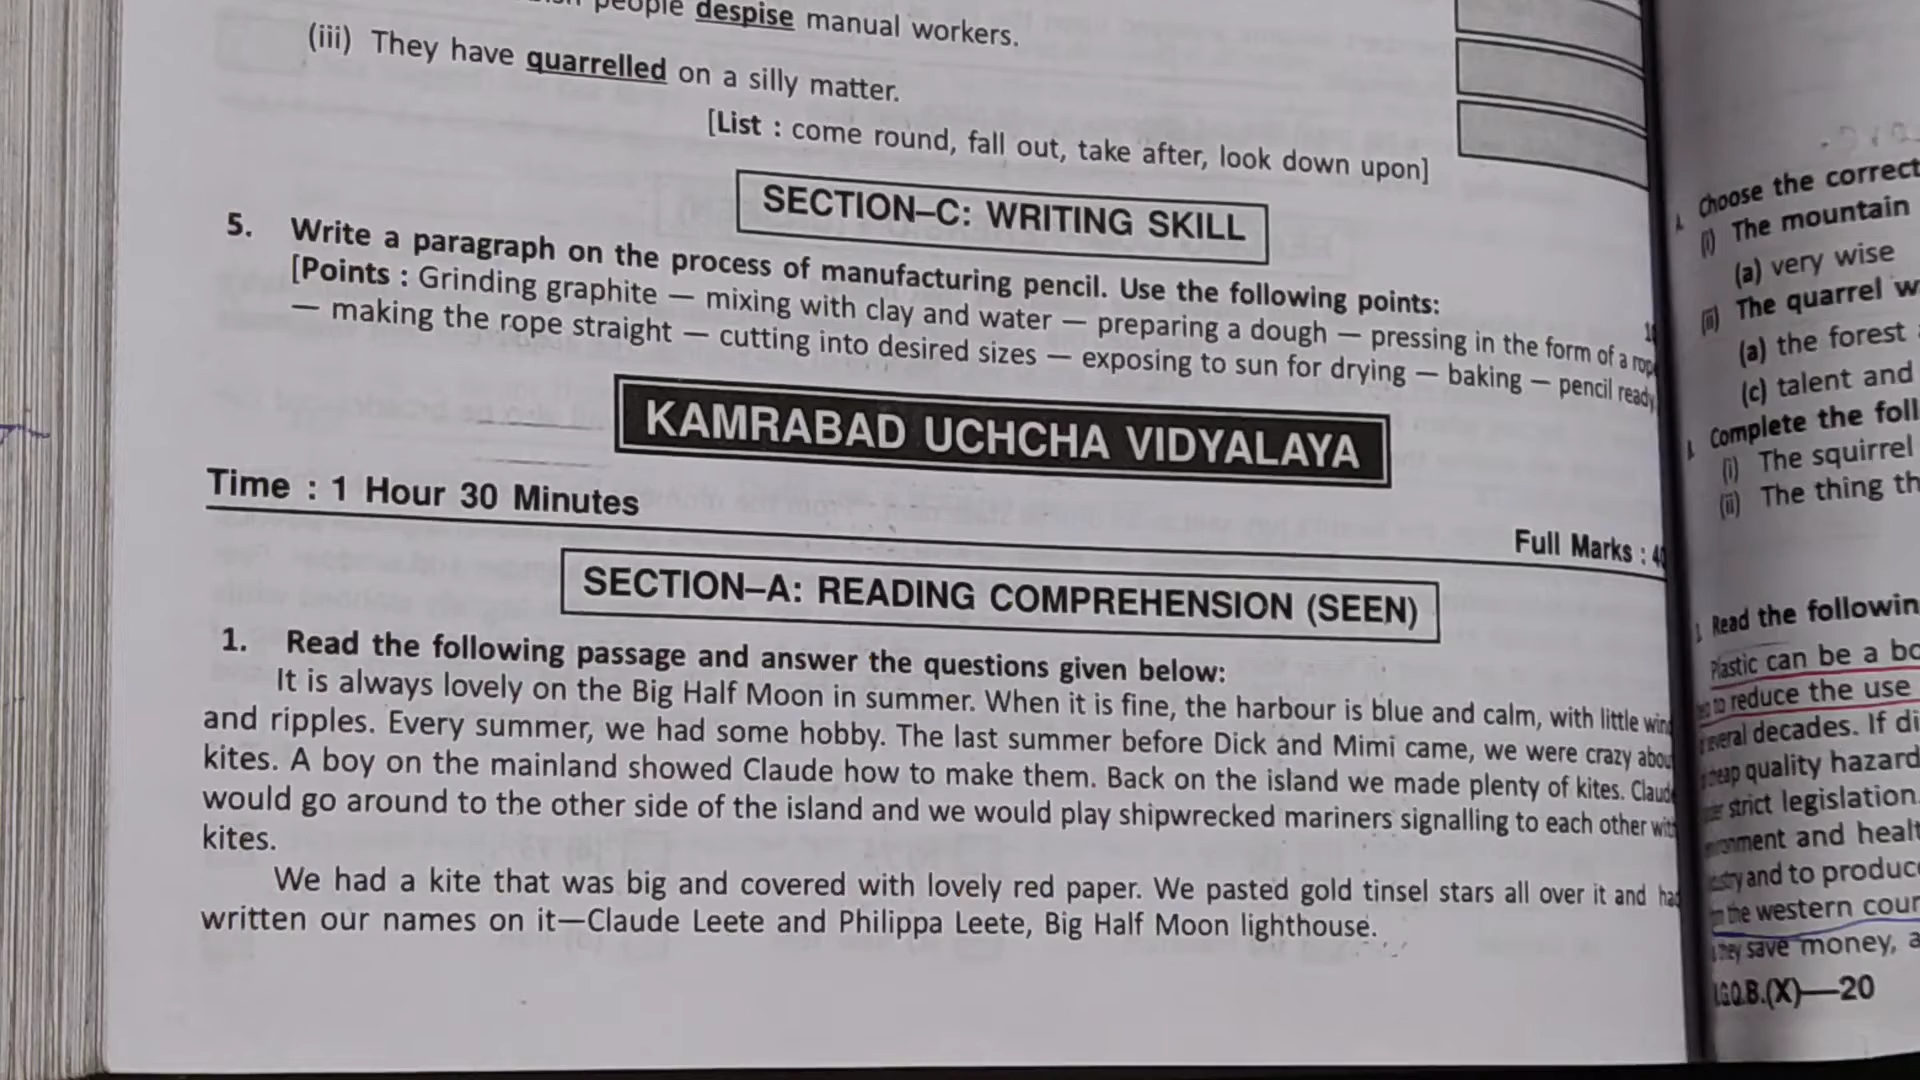 people despise manual workers.
(iii) They have quarrelled on a silly matter.
[List : come round, fall out, take after, look down upon]
SECTION–C: WRITING SKILL
5. Write a paragraph on the process of manufacturing pencil. Use the following points:
[Points : Grinding graphite — mixing with clay and water — preparing a dough — pressing in the form of a rope
— making the rope straight — cutting into desired sizes — exposing to sun for drying — baking — pencil ready
KAMRABAD UCHCHA VIDYALAYA
Time : 1 Hour 30 Minutes
Full Marks : 40
SECTION–A: READING COMPREHENSION (SEEN)
1. Read the following passage and answer the questions given below:
It is always lovely on the Big Half Moon in summer. When it is fine, the harbour is blue and calm, with little wind
and ripples. Every summer, we had some hobby. The last summer before Dick and Mimi came, we were crazy about
kites. A boy on the mainland showed Claude how to make them. Back on the island we made plenty of kites. Claude
would go around to the other side of the island and we would play shipwrecked mariners signalling to each other with
kites.
We had a kite that was big and covered with lovely red paper. We pasted gold tinsel stars all over it and had
written our names on it—Claude Leete and Philippa Leete, Big Half Moon lighthouse.
Choose the correct
(i) The mountain
(a) very wise
(ii) The quarrel w
(a) the forest
(c) talent and
Complete the foll
(i) The squirrel
(ii) The thing th
Read the followin
Plastic can be a bo
to reduce the use
several decades. If di
cheap quality hazard
strict legislation.
and healt
and to produc
the western cour
they save money, a
(X)—20